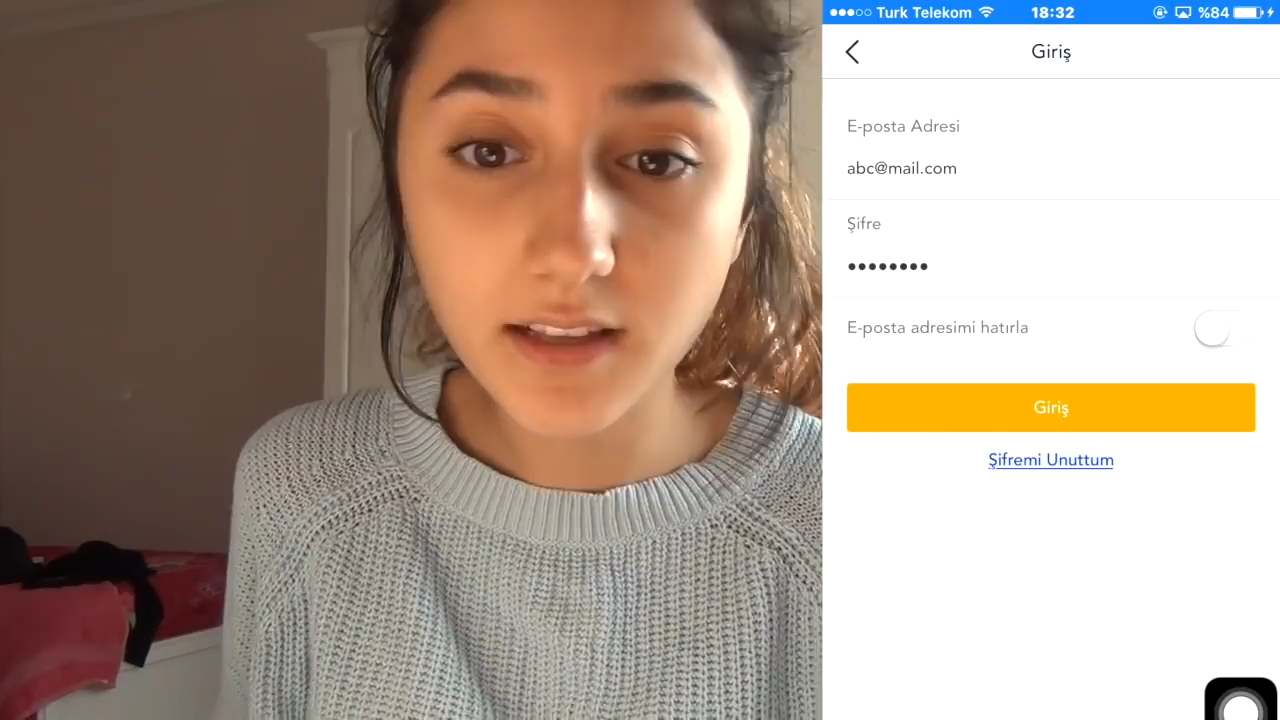 Turk Telekom 18:32 %84
Giriş
E-posta Adresi
abc@mail.com
Şifre
••••••••
E-posta adresimi hatırla
Giriş
Şifremi Unuttum